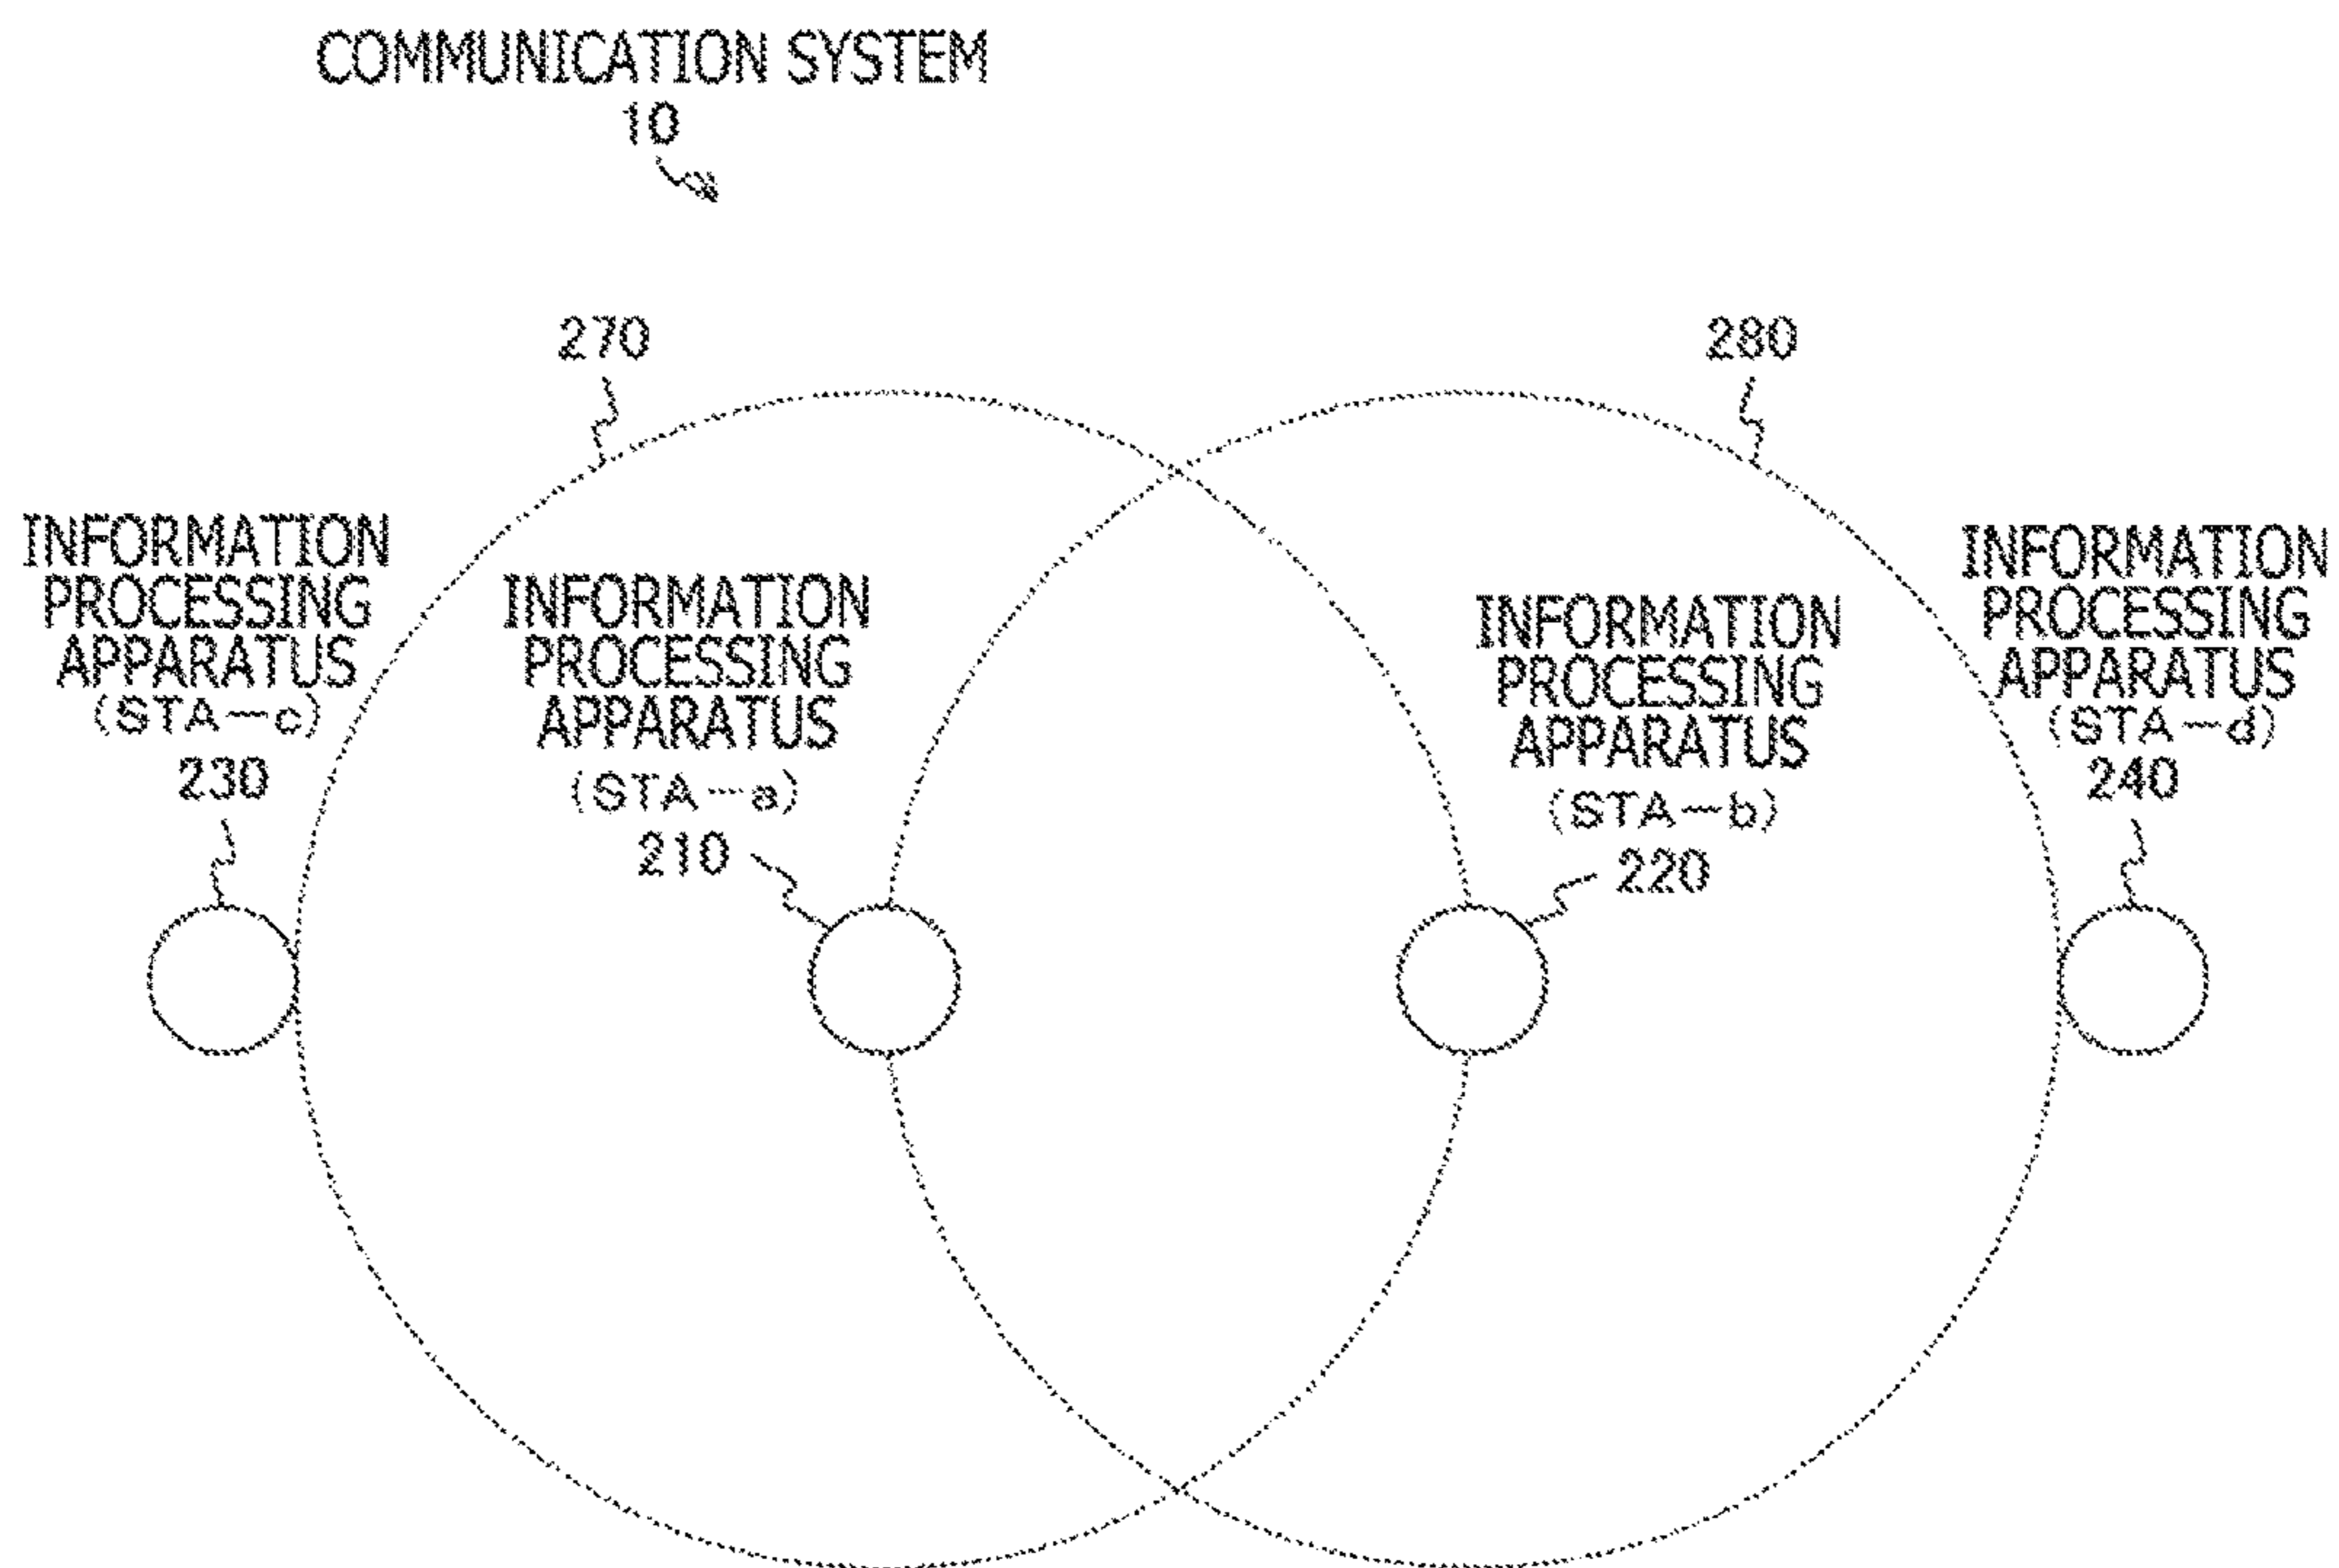 COMMUNICATION SYSTEM
10
270
280
INFORMATION
PROCESSING
APPARATUS
(STA-c)
230
INFORMATION
PROCESSING
APPARATUS
(STA-a)
210
INFORMATION
PROCESSING
APPARATUS
(STA-b)
220
INFORMATION
PROCESSING
APPARATUS
(STA-d)
240